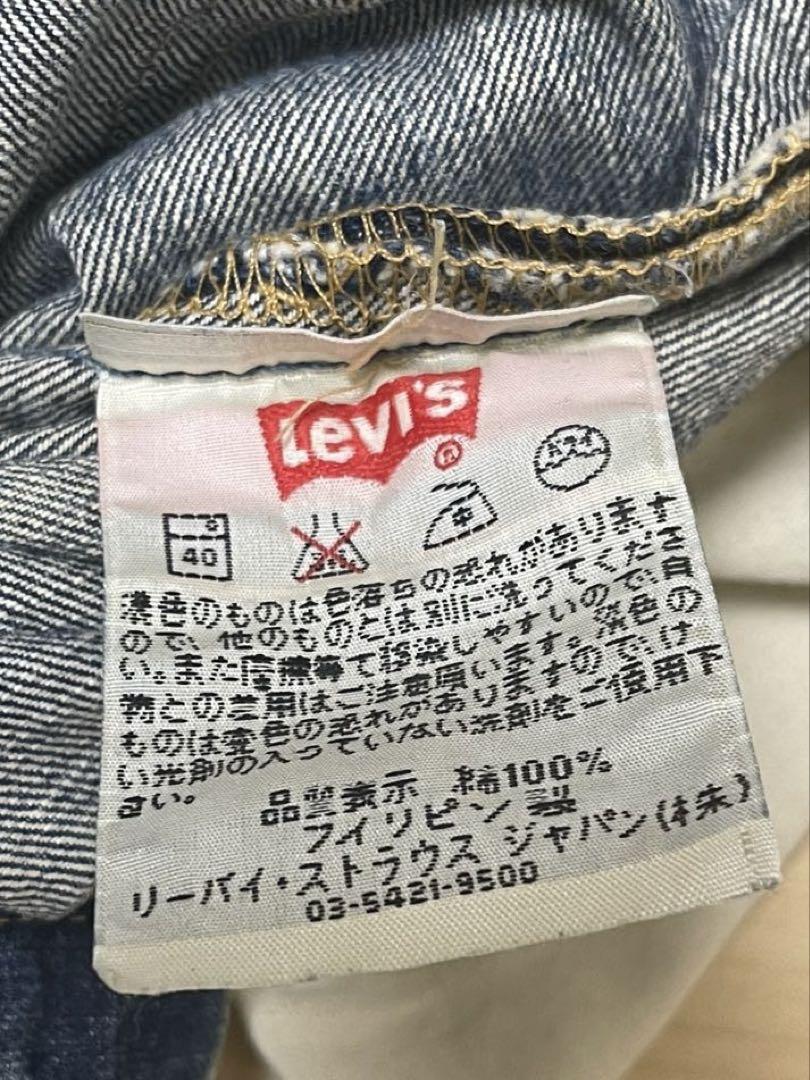 Levi's ®
40
ドライ
中
濃色のものは色落ちの恐れがあります
ので、他のものとは別に洗ってくださ
い。また摩擦等で移染しやすいので、白
物との差用はご注意願います。淡色の
ものは変色の恐れがありますので、け
い光剤の入っていない洗剤をご使用下
さい。
品質表示 綿100%
フィリピン製
リーバイ・ストラウス ジャパン(株)
03-5421-9500